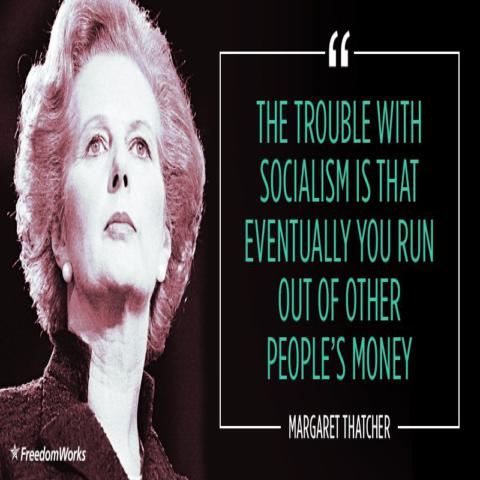 “
THE TROUBLE WITH
SOCIALISM IS THAT
EVENTUALLY YOU RUN
OUT OF OTHER
PEOPLE'S MONEY
MARGARET THATCHER
FreedomWorks